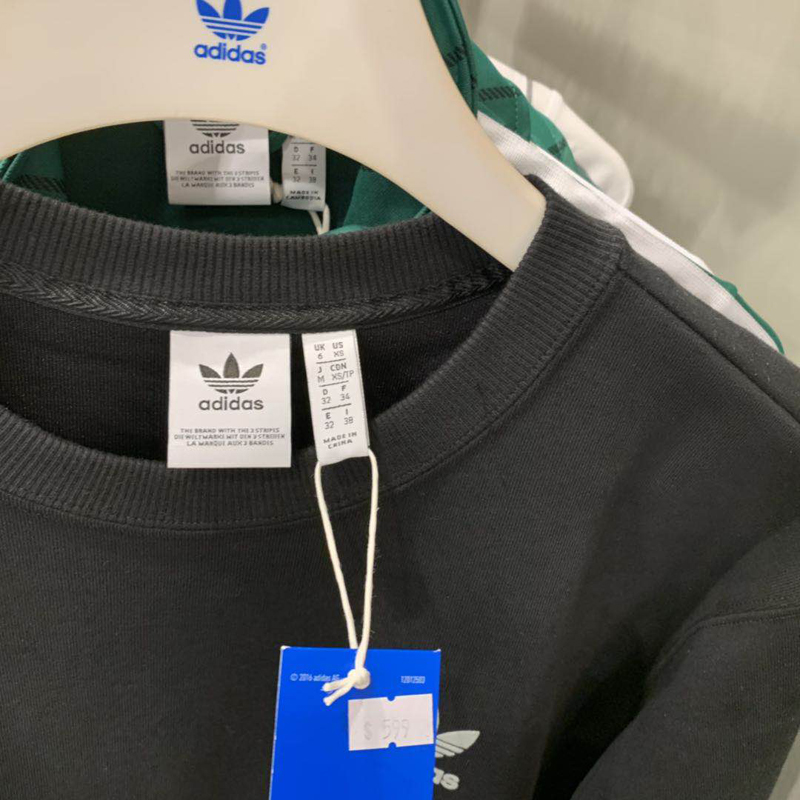 adidas®
adidas
THE BRAND WITH THE 3 STRIPES
DIE WELTMARKE MIT DEN 3 STREIFEN
LA MARQUE AUX 3 BANDES
D F
32 34
E I
32 38
MADE IN
CAMBODIA
adidas
THE BRAND WITH THE 3 STRIPES
DIE WELTMARKE MIT DEN 3 STREIFEN
LA MARQUE AUX 3 BANDES
UK US
6 XS
J CDN
M XS/TP
D F
32 34
E I
32 38
MADE IN
CHINA
© 2016 adidas AG
$ 599
as